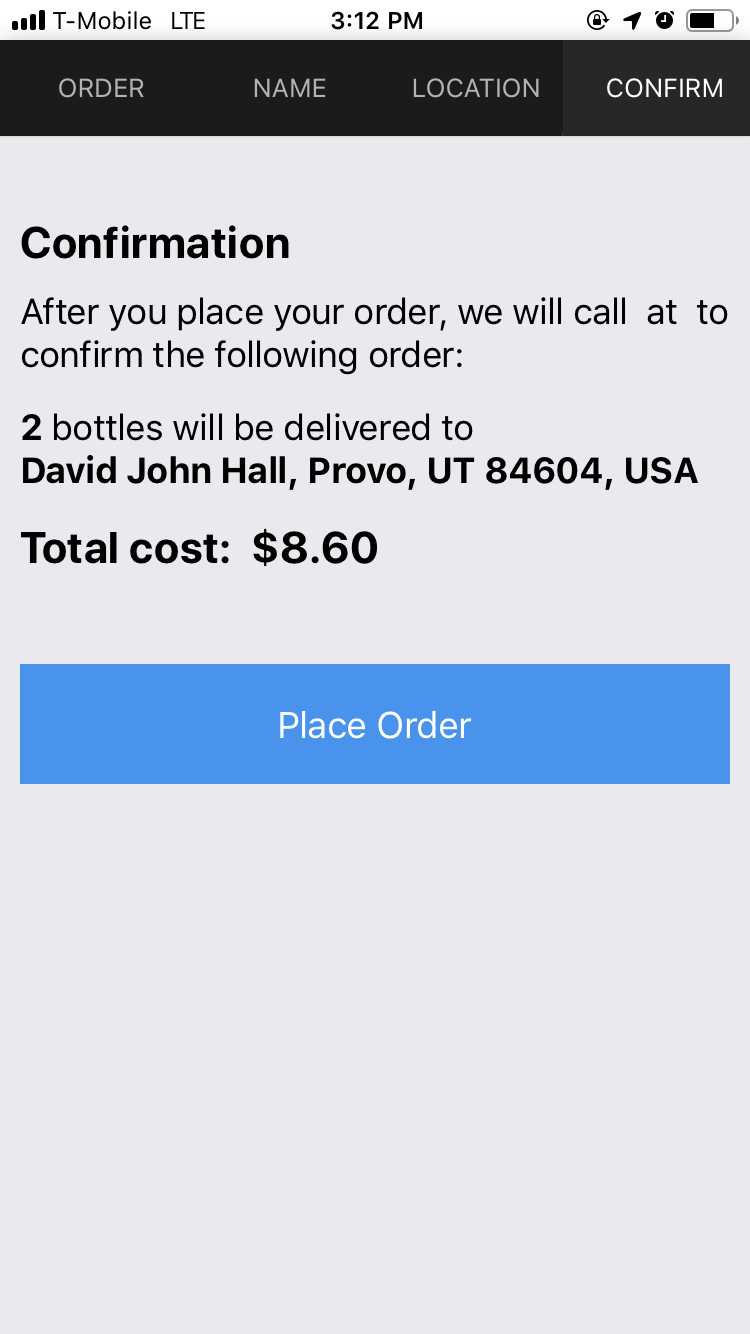 T-Mobile LTE 3:12 PM
ORDER NAME LOCATION CONFIRM
Confirmation
After you place your order, we will call  at  to
confirm the following order:
2 bottles will be delivered to
David John Hall, Provo, UT 84604, USA
Total cost:  $8.60
Place Order